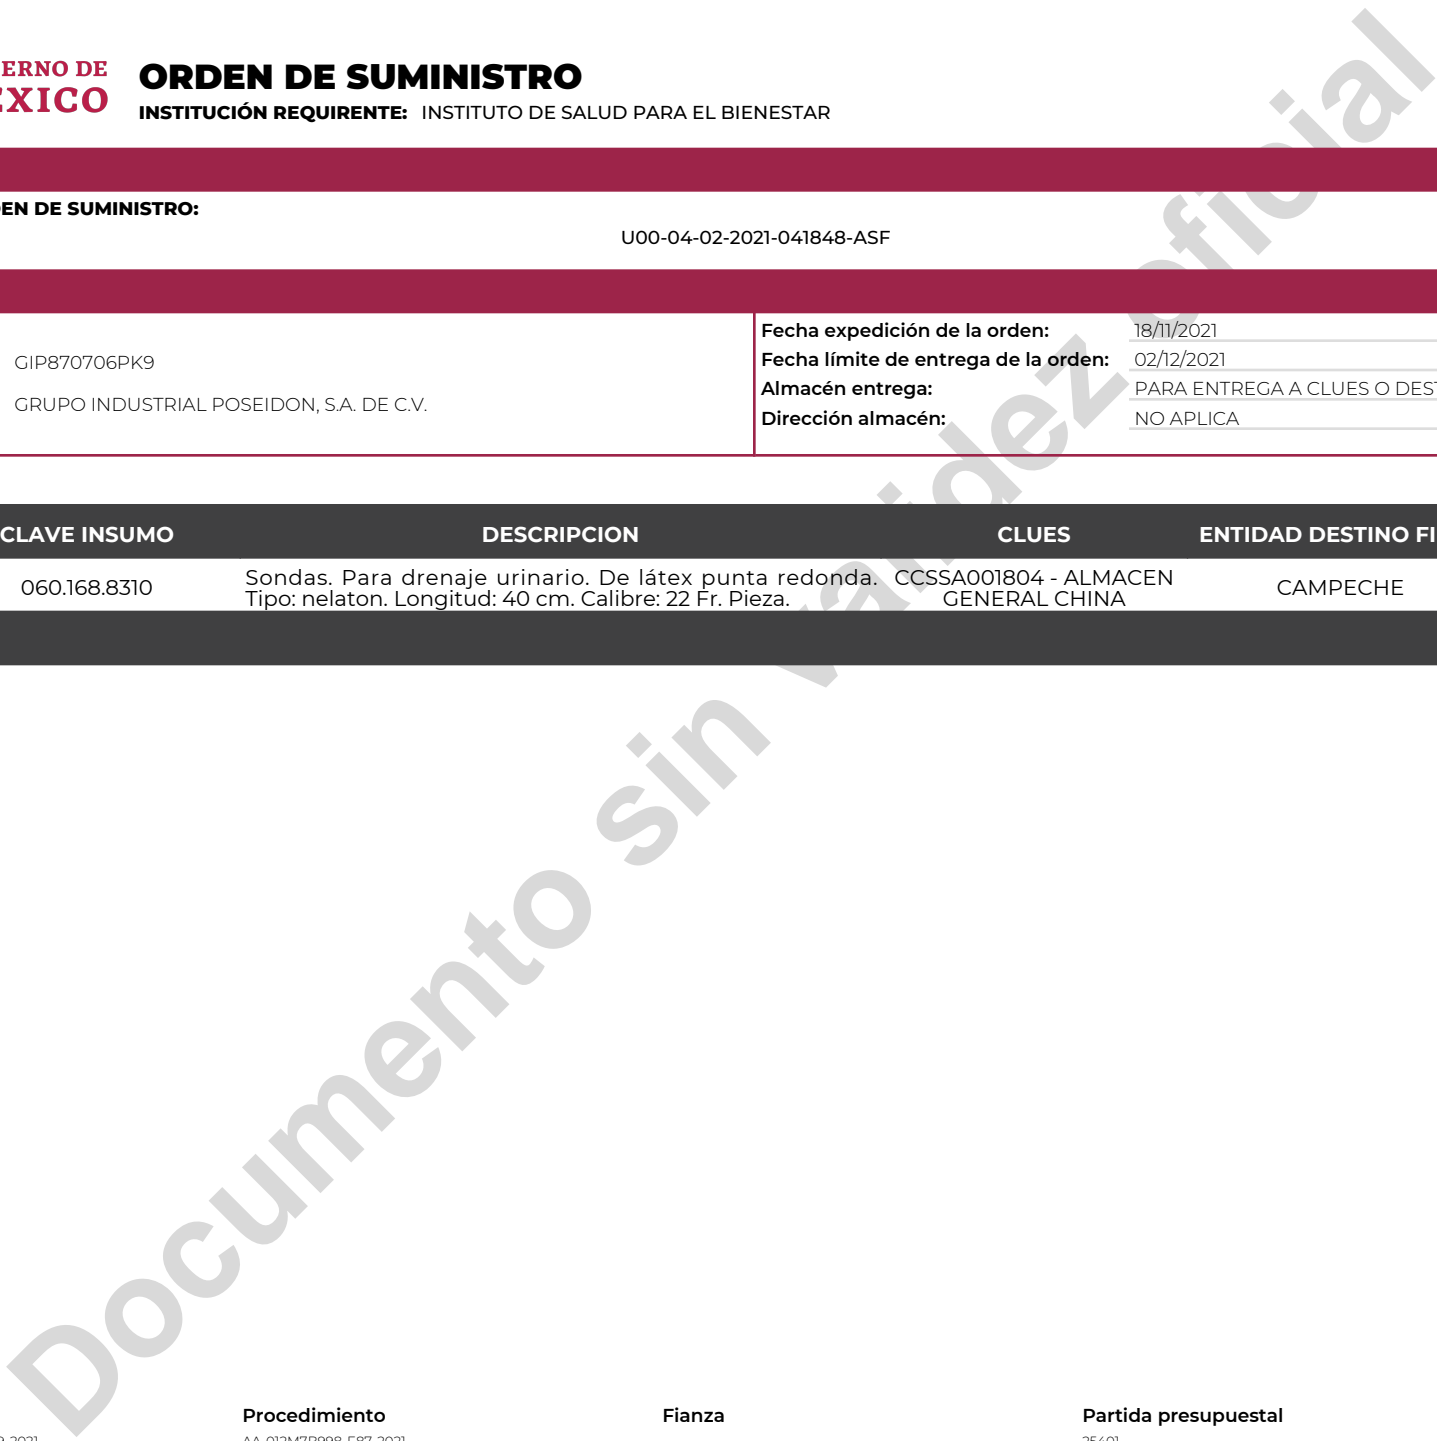 ERNO DE
ORDEN DE SUMINISTRO
XICO
INSTITUCIÓN REQUIRENTE: INSTITUTO DE SALUD PARA EL BIENESTAR
EN DE SUMINISTRO:
U00-04-02-2021-041848-ASF
Fecha expedición de la orden: 18/11/2021
GIP870706PK9
Fecha límite de entrega de la orden: 02/12/2021
Almacén entrega: PARA ENTREGA A CLUES O DEST
GRUPO INDUSTRIAL POSEIDON, S.A. DE C.V.
Dirección almacén: NO APLICA
CLAVE INSUMO DESCRIPCION CLUES ENTIDAD DESTINO FI
060.168.8310
Sondas. Para drenaje urinario. De látex punta redonda.
Tipo: nelaton. Longitud: 40 cm. Calibre: 22 Fr. Pieza.
CCSSA001804 - ALMACEN
GENERAL CHINA
CAMPECHE
Documento sin validez oficial
Procedimiento Fianza Partida presupuestal